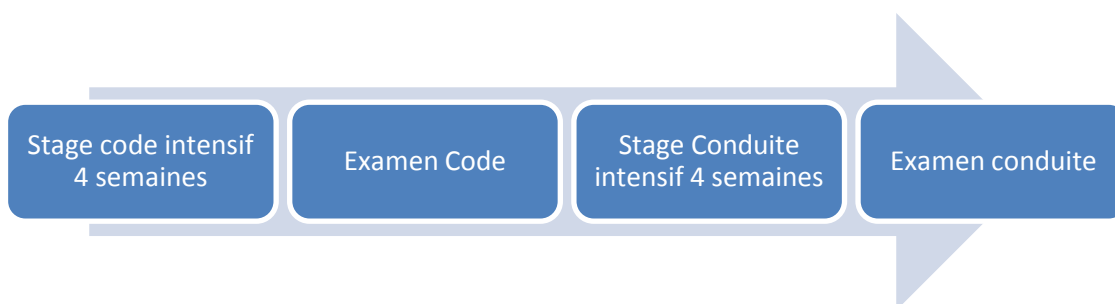 Stage code intensif
4 semaines
Examen Code
Stage Conduite
intensif 4 semaines
Examen conduite